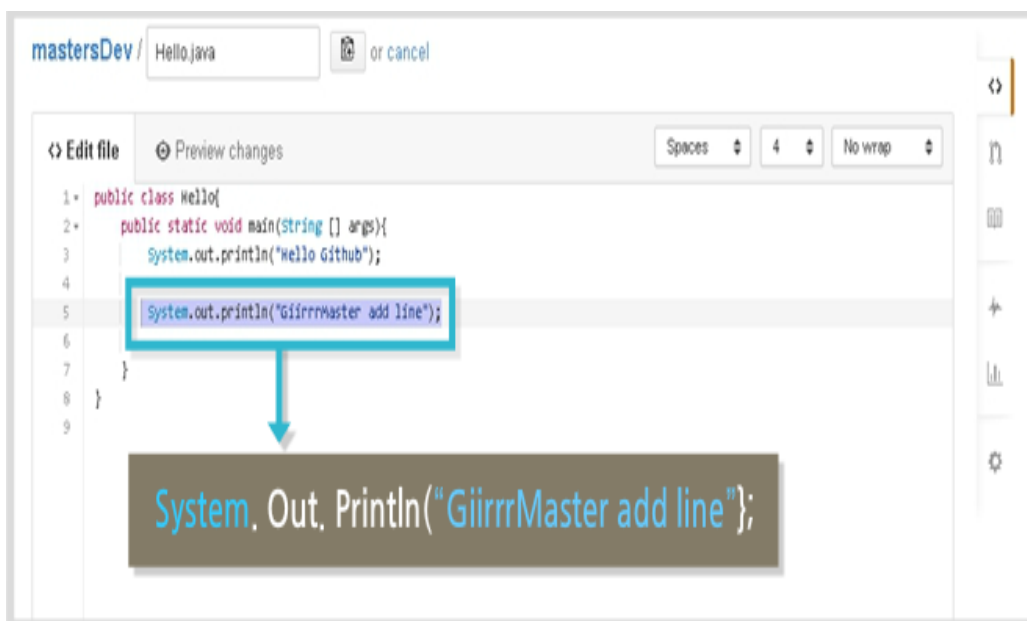 mastersDev / Hello.java or cancel
<> Edit file Preview changes Spaces 4 No wrap
1 public class Hello{
2 public static void main(String [] args){
3 System.out.println("Hello Github");
4
5 System.out.println("GiirrrMaster add line");
6
7 }
8 }
9
System. Out. Println(“GiirrrMaster add line”};